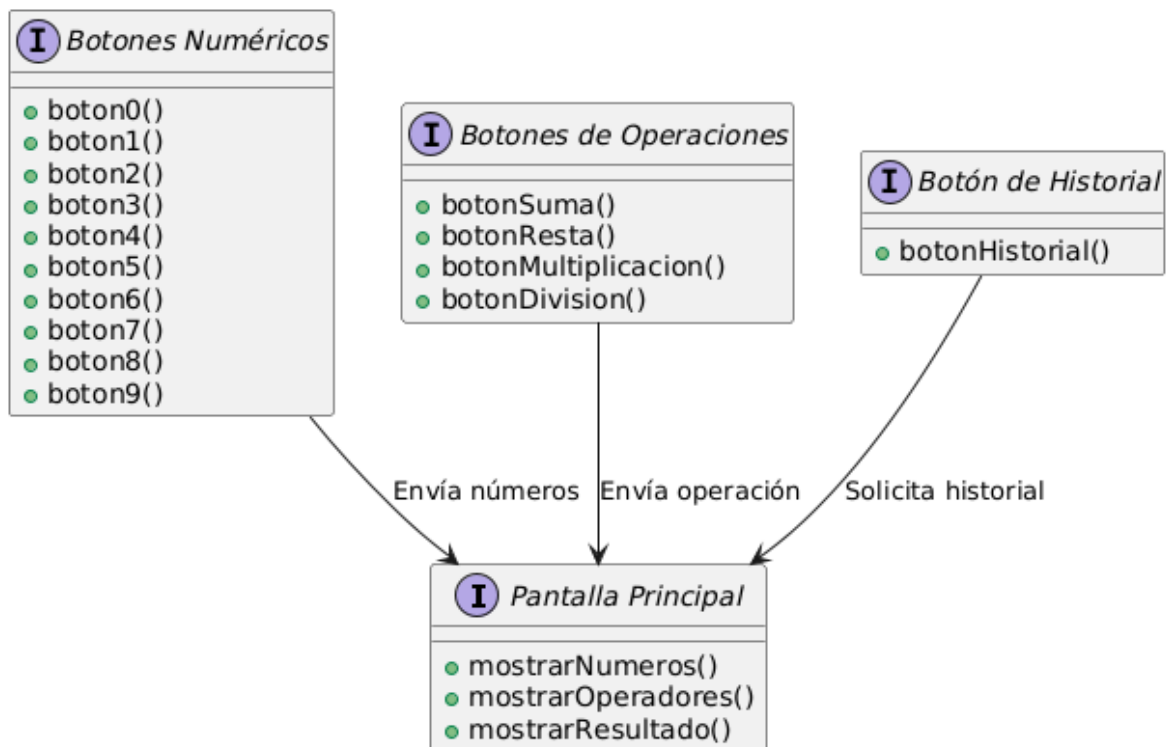 I Botones Numéricos
boton0()
boton1()
boton2()
boton3()
boton4()
boton5()
boton6()
boton7()
boton8()
boton9()
I Botones de Operaciones
botonSuma()
botonResta()
botonMultiplicacion()
botonDivision()
I Botón de Historial
botonHistorial()
Envía números
Envía operación
Solicita historial
I Pantalla Principal
mostrarNumeros()
mostrarOperadores()
mostrarResultado()